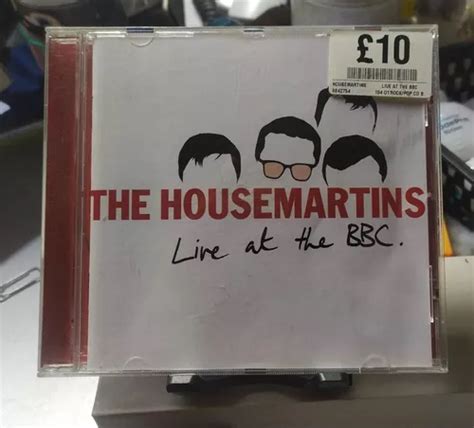 £10
HOUSEMARTINS LIVE AT THE BBC
THE HOUSEMARTINS
Live at the BBC.